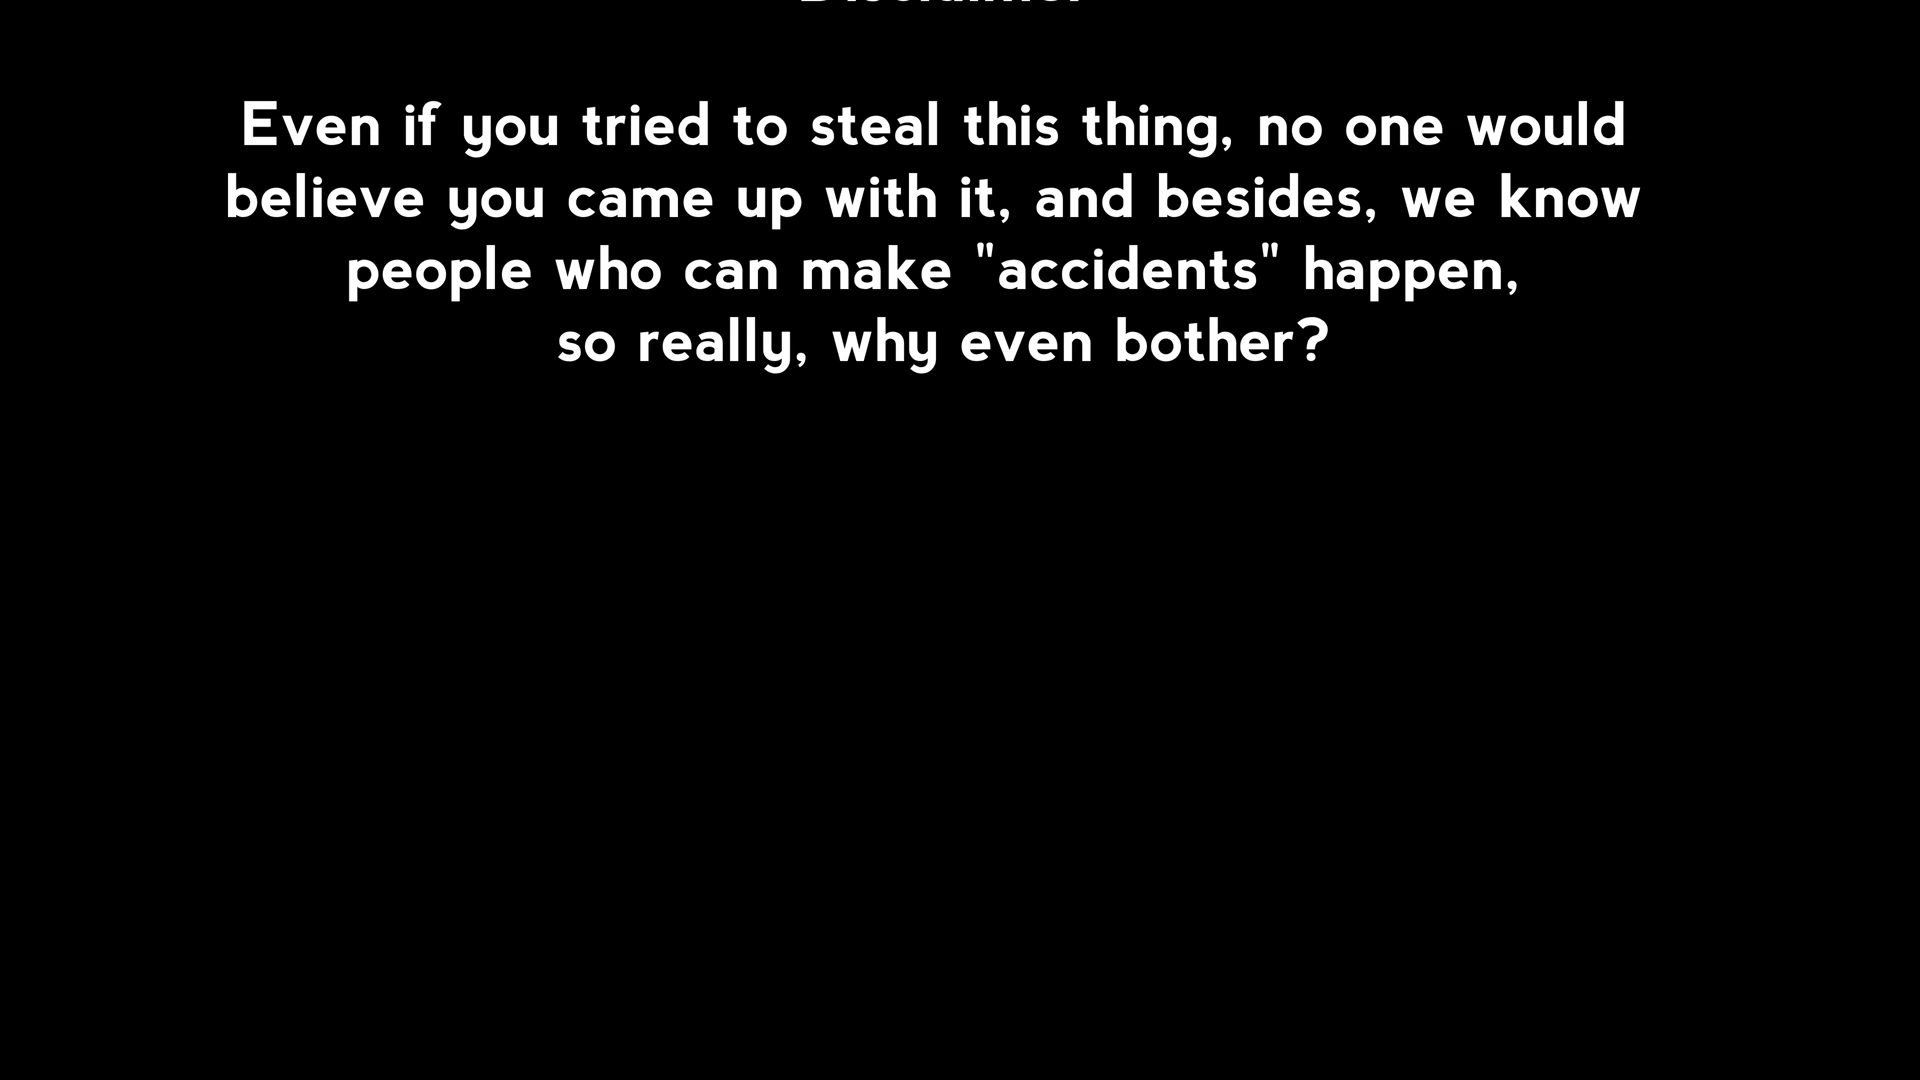 Disclaimer
Even if you tried to steal this thing, no one would
believe you came up with it, and besides, we know
people who can make "accidents" happen,
so really, why even bother?